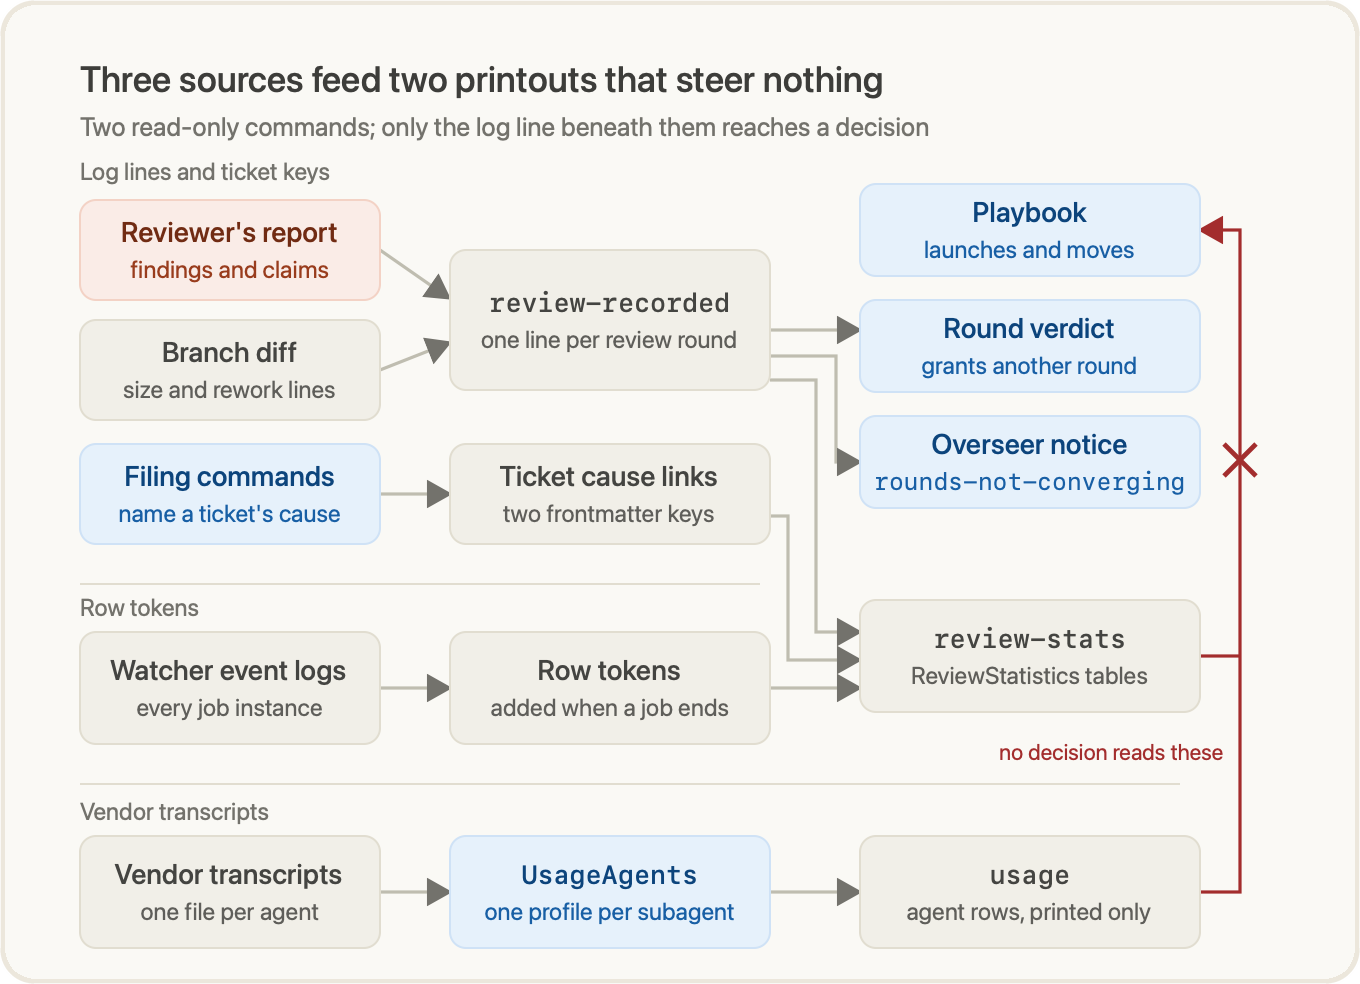 Three sources feed two printouts that steer nothing
Two read-only commands; only the log line beneath them reaches a decision
Log lines and ticket keys
Reviewer's report
findings and claims
Branch diff
size and rework lines
review-recorded
one line per review round
Playbook
launches and moves
Round verdict
grants another round
Overseer notice
rounds-not-converging
Filing commands
name a ticket's cause
Ticket cause links
two frontmatter keys
Row tokens
Watcher event logs
every job instance
Row tokens
added when a job ends
review-stats
ReviewStatistics tables
no decision reads these
Vendor transcripts
Vendor transcripts
one file per agent
UsageAgents
one profile per subagent
usage
agent rows, printed only